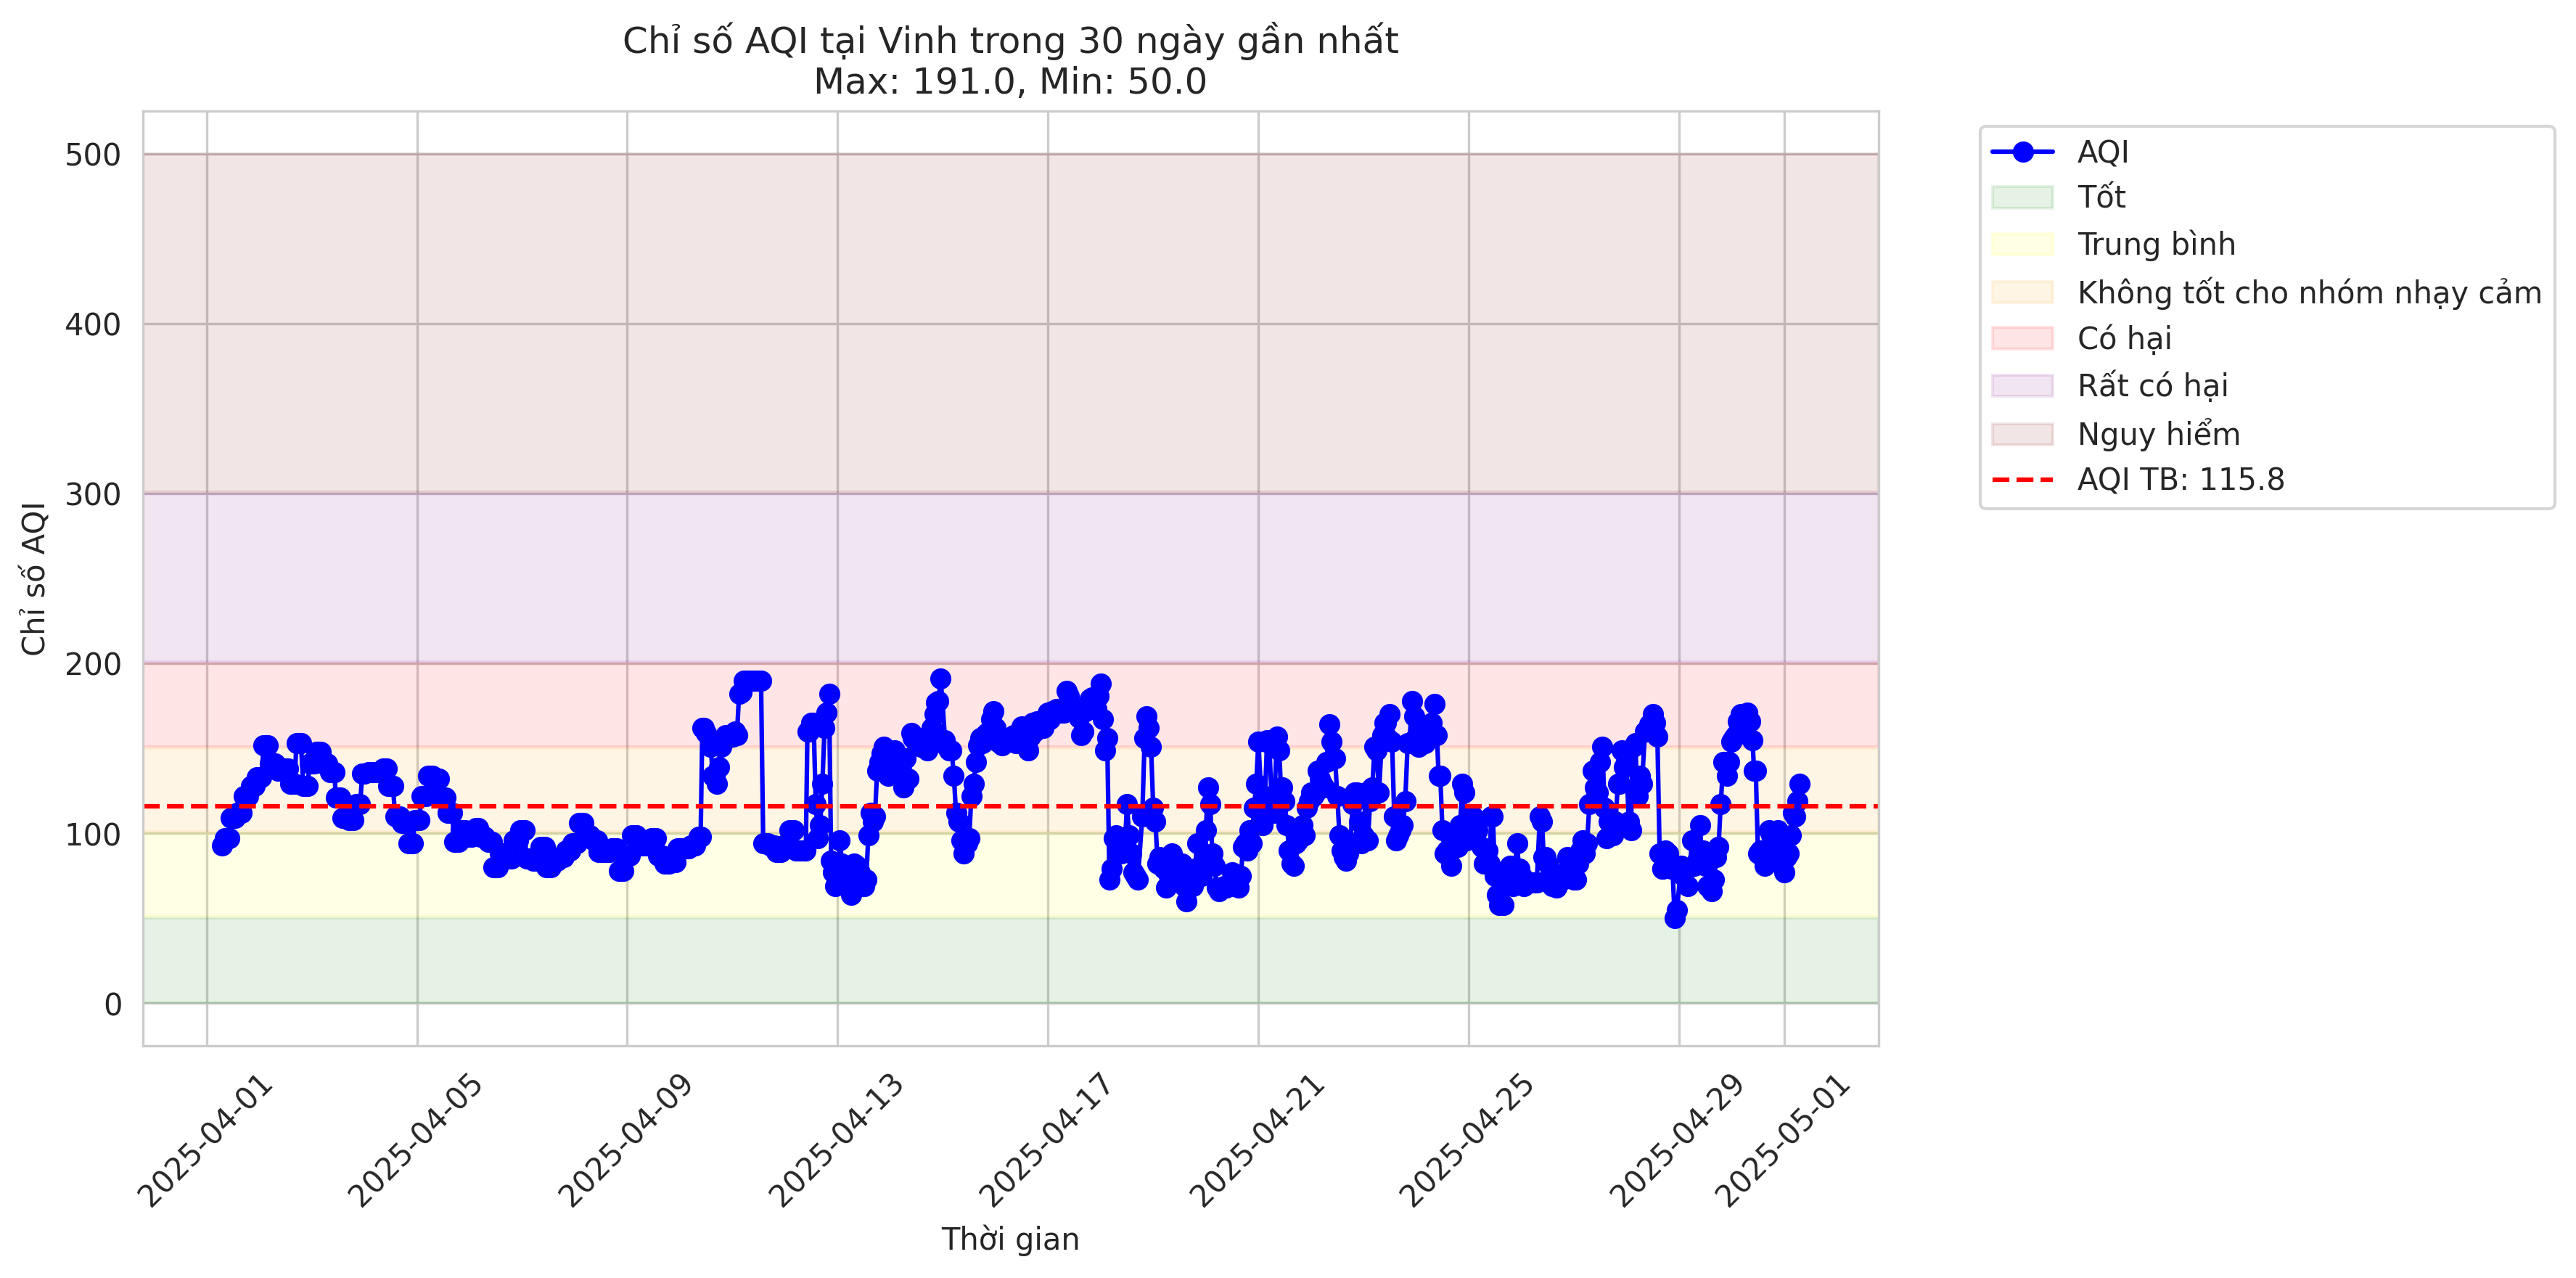 Chỉ số AQI tại Vinh trong 30 ngày gần nhất
Max: 191.0, Min: 50.0
Chỉ số AQI
500
400
300
200
100
0
2025-04-01
2025-04-05
2025-04-09
2025-04-13
2025-04-17
2025-04-21
2025-04-25
2025-04-29
2025-05-01
Thời gian
AQI
Tốt
Trung bình
Không tốt cho nhóm nhạy cảm
Có hại
Rất có hại
Nguy hiểm
AQI TB: 115.8